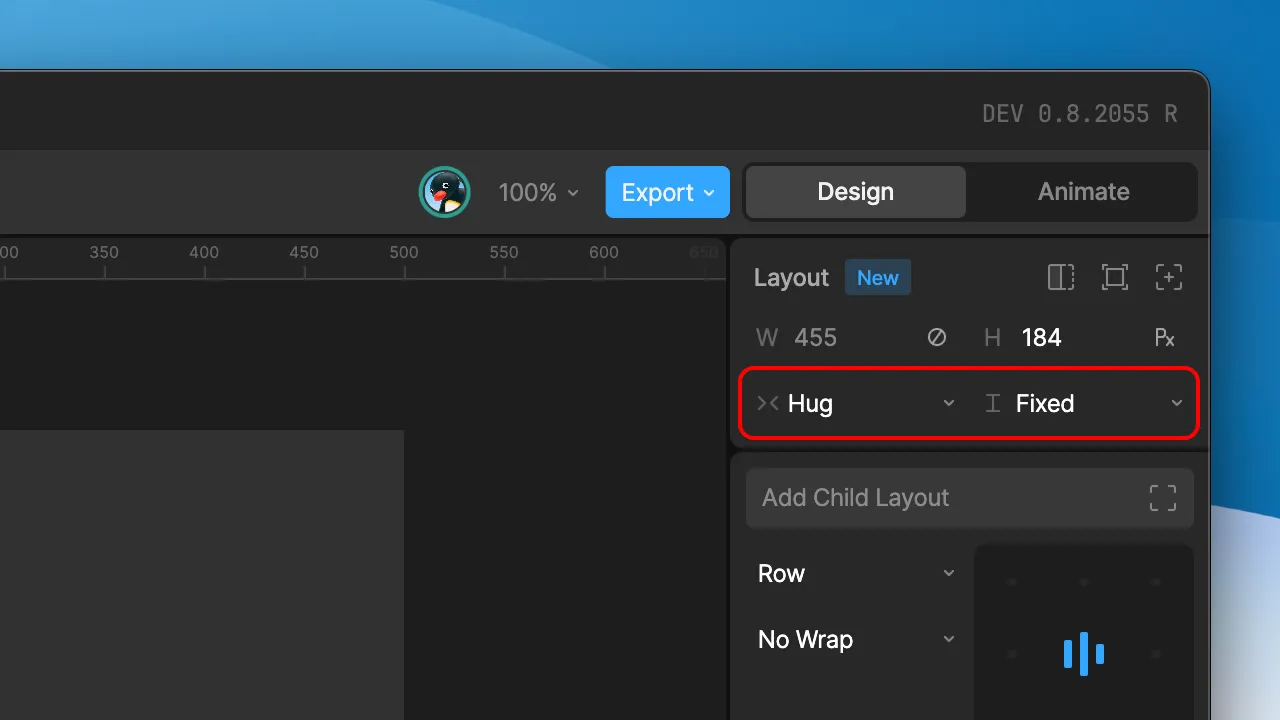 DEV 0.8.2055 R
100% Export Design Animate
00 350 400 450 500 550 600 650
Layout New
W 455 H 184 Px
Hug Fixed
Add Child Layout
Row
No Wrap